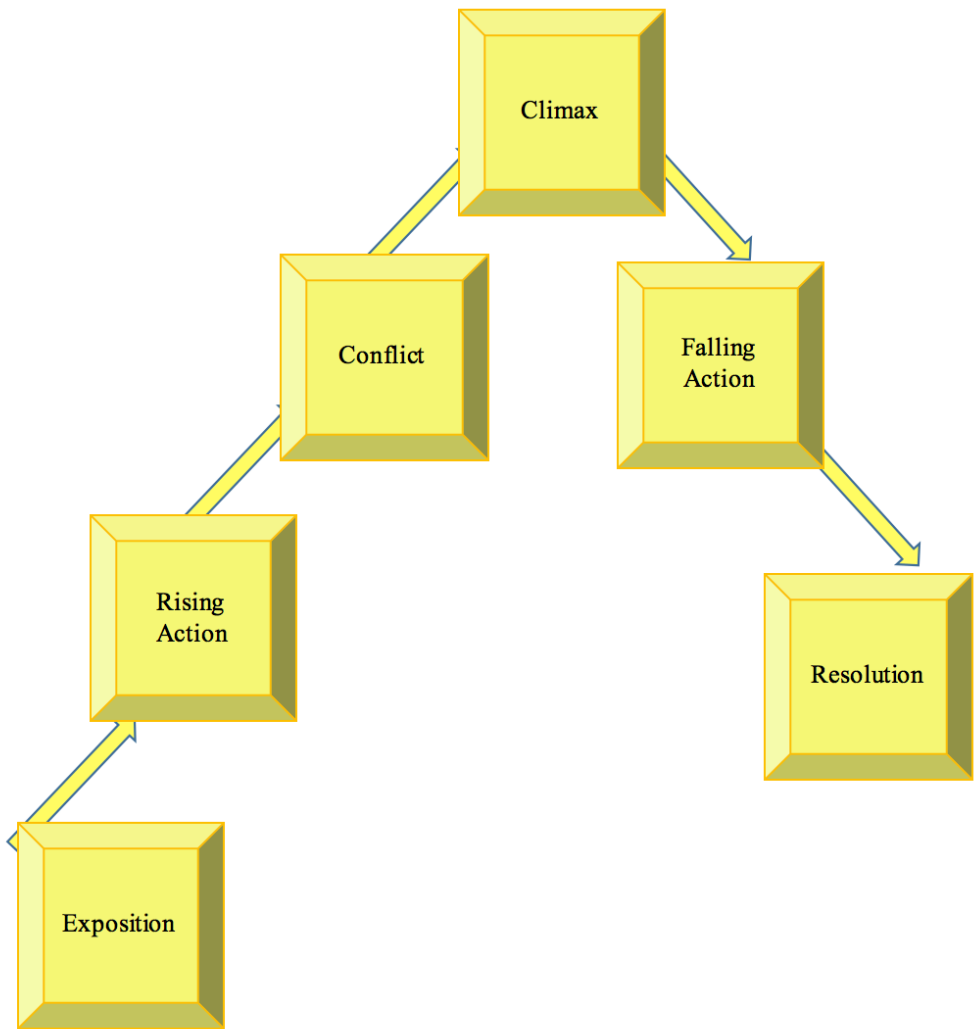 Climax
Conflict
Falling
Action
Rising
Action
Resolution
Exposition